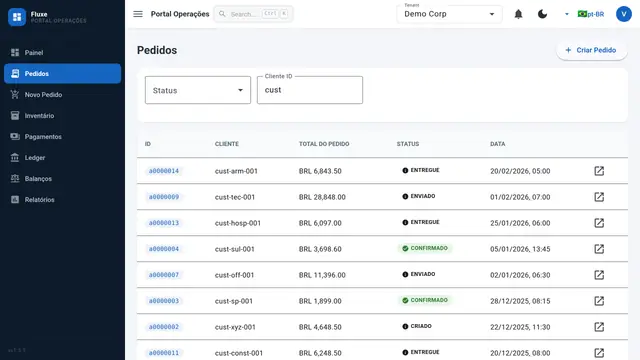 Fluxe
PORTAL OPERAÇÕES
Portal Operações
Search...
Ctrl K
Tenant
Demo Corp
pt-BR
V
Painel
Pedidos
Novo Pedido
Inventário
Pagamentos
Ledger
Balanços
Relatórios
Pedidos
Criar Pedido
Status
Cliente ID
cust
ID CLIENTE TOTAL DO PEDIDO STATUS DATA
a0000014 cust-arm-001 BRL 6,843.50 ENTREGUE 20/02/2026, 05:00
a0000009 cust-tec-001 BRL 28,848.00 ENVIADO 01/02/2026, 07:00
a0000013 cust-hosp-001 BRL 6,097.00 ENTREGUE 25/01/2026, 06:00
a0000004 cust-sul-001 BRL 3,698.60 CONFIRMADO 05/01/2026, 13:45
a0000007 cust-off-001 BRL 11,396.00 ENVIADO 02/01/2026, 06:30
a0000003 cust-sp-001 BRL 1,899.00 CONFIRMADO 28/12/2025, 08:15
a0000002 cust-xyz-001 BRL 4,648.50 CRIADO 22/12/2025, 11:30
a0000011 cust-const-001 BRL 6,248.50 ENTREGUE 20/12/2025, 08:00